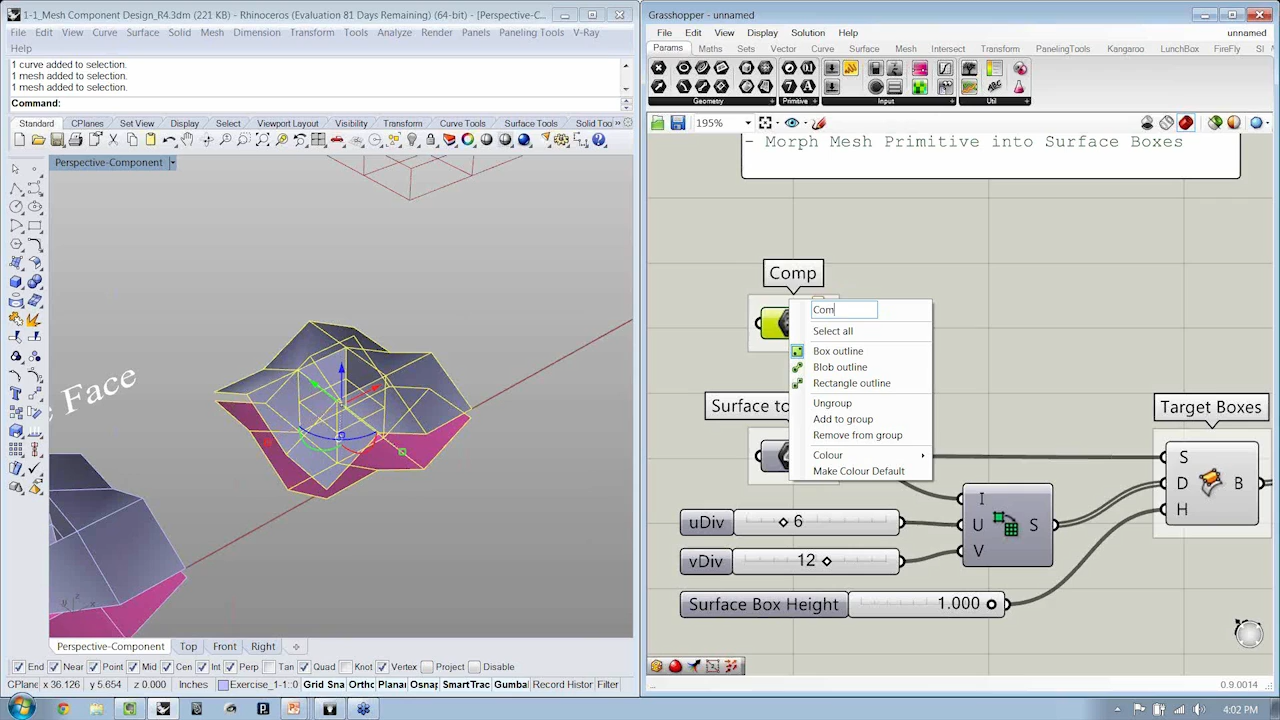 1-1_Mesh Component Design_R4.3dm (221 KB) - Rhinoceros (Evaluation 81 Days Remaining) (64-bit) - [Perspective-C...
File Edit View Curve Surface Solid Mesh Dimension Transform Tools Analyze Render Panels Paneling Tools V-Ray
Help
1 curve added to selection.
1 mesh added to selection.
1 mesh added to selection.
Command:
Standard CPlanes Set View Display Select Viewport Layout Visibility Transform Curve Tools Surface Tools Solid Too
Perspective-Component
e Face
Perspective-Component Top Front Right
End Near Point Mid Cen Int Perp Tan Quad Knot Vertex Project Disable
CPlane x 36.126 y 5.654 z 0.000 Inches Exercise_1-1::0 Grid Sna Ortho Planar Osnap SmartTrac Gumbal Record Histor Filter
Grasshopper - unnamed
File Edit View Display Solution Help unnamed
Params Maths Sets Vector Curve Surface Mesh Intersect Transform PanelingTools Kangaroo LunchBox FireFly
Geometry Primitive Input Util
195%
- Morph Mesh Primitive into Surface Boxes
Comp
Com
Select all
Box outline
Blob outline
Rectangle outline
Ungroup
Add to group
Remove from group
Colour
Make Colour Default
Surface to
Target Boxes
S
D B
H
uDiv 6
vDiv 12
I
U S
V
Surface Box Height 1.000
0.9.0014
4:02 PM